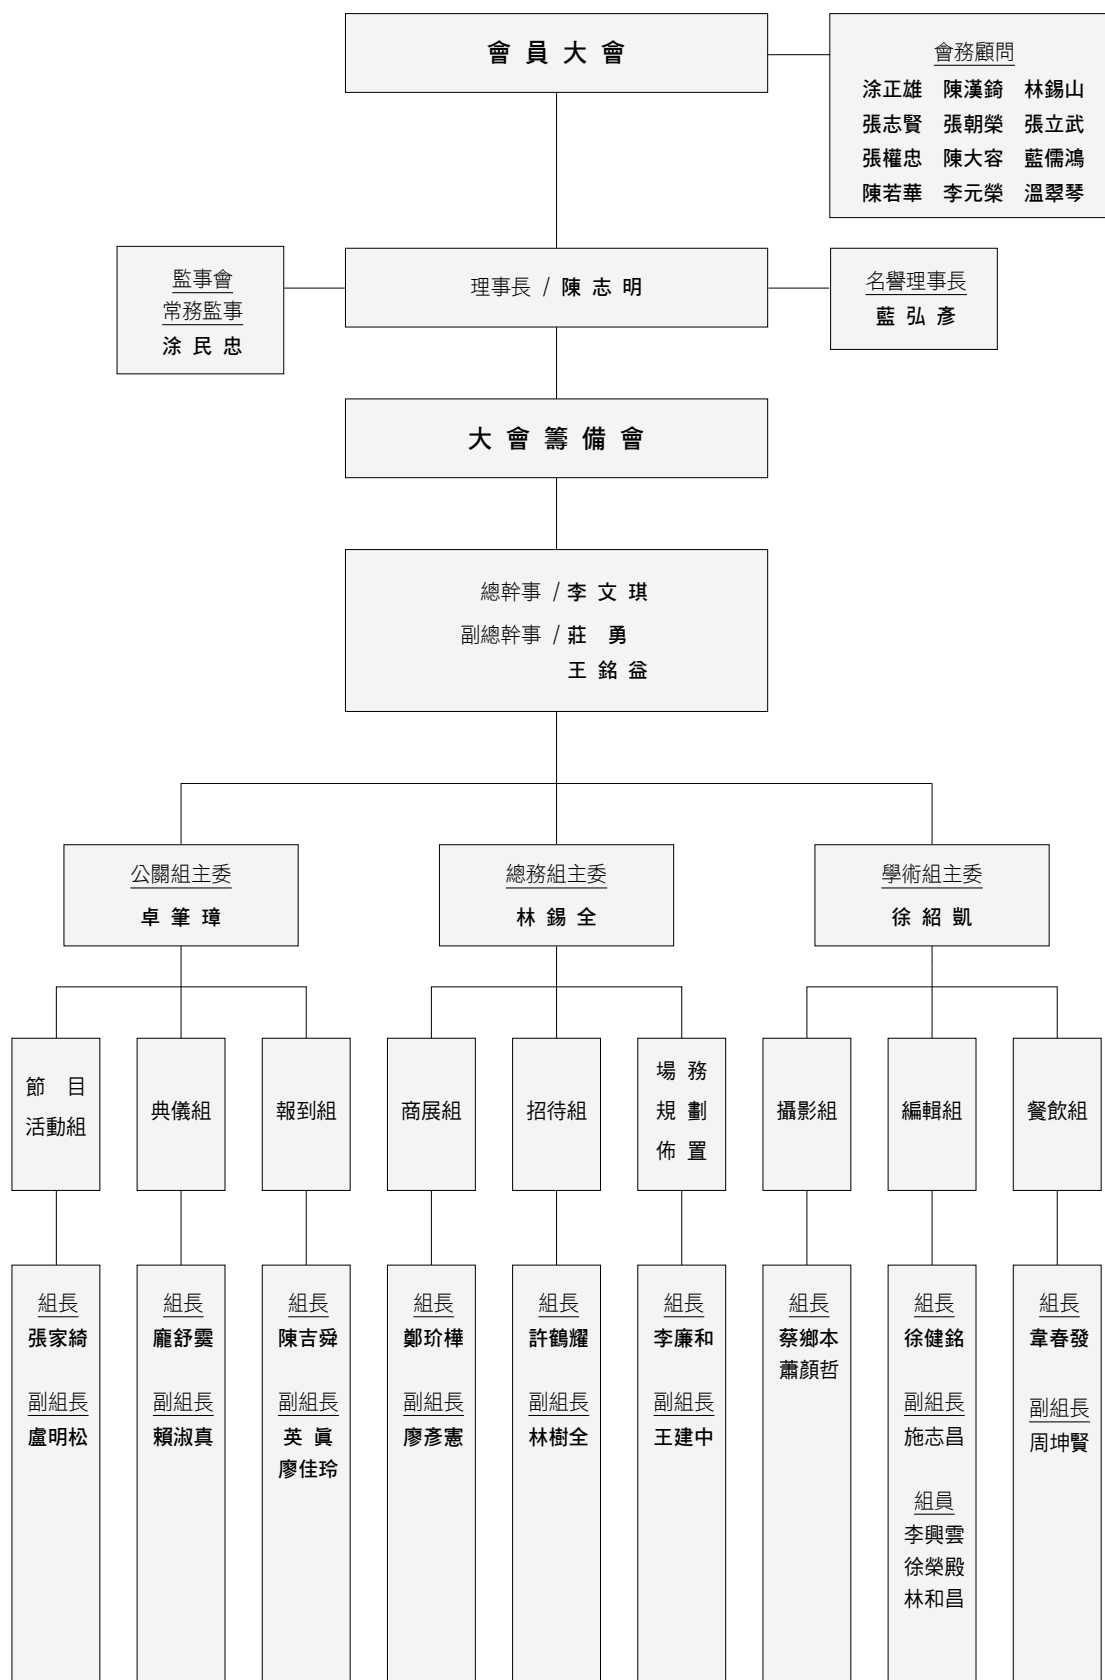 會員大會
會務顧問
涂正雄 陳漢錡 林錫山
張志賢 張朝榮 張立武
張權忠 陳大容 藍儒鴻
陳若華 李元榮 溫翠琴
監事會
常務監事
涂民忠
理事長 / 陳志明
名譽理事長
藍弘彥
大會籌備會
總幹事 / 李文琪
副總幹事 / 莊 勇
王銘益
公關組主委
卓筆璋
總務組主委
林錫全
學術組主委
徐紹凱
節 目
活動組
典儀組
報到組
商展組
招待組
場務
規劃
佈置
攝影組
編輯組
餐飲組
組長
張家綺
副組長
盧明松
組長
龐舒霙
副組長
賴淑真
組長
陳吉舜
副組長
英 眞
廖佳玲
組長
鄭玠樺
副組長
廖彥憲
組長
許鶴耀
副組長
林樹全
組長
李廉和
副組長
王建中
組長
蔡鄉本
蕭顏哲
組長
徐健銘
副組長
施志昌
組員
李興雲
徐榮殿
林和昌
組長
韋春發
副組長
周坤賢